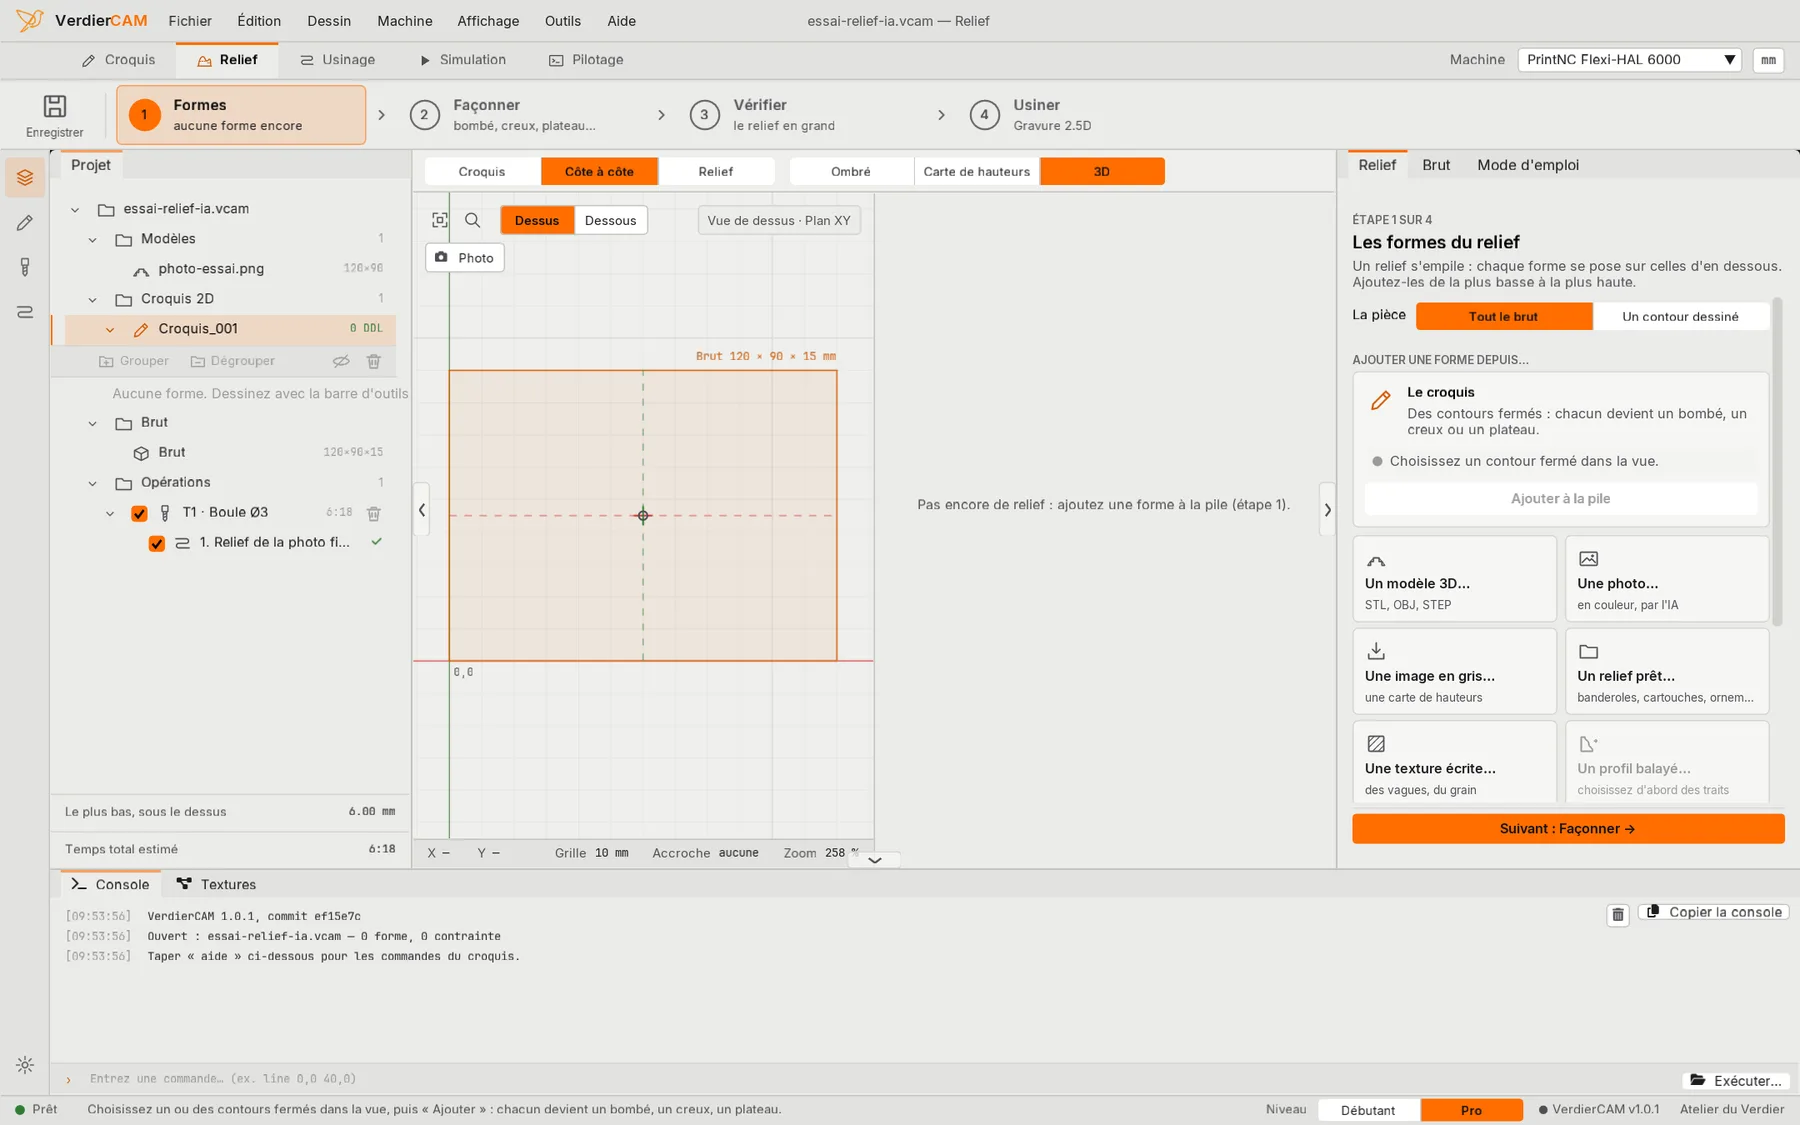 VerdierCAM Fichier Édition Dessin Machine Affichage Outils Aide essai-relief-ia.vcam — Relief
Croquis Relief Usinage Simulation Pilotage Machine PrintNC Flexi-HAL 6000 mm
Enregistrer
1 Formes
aucune forme encore
2 Façonner
bombé, creux, plateau...
3 Vérifier
le relief en grand
4 Usiner
Gravure 2.5D
Projet
essai-relief-ia.vcam
Modèles 1
photo-essai.png 120×90
Croquis 2D 1
Croquis_001 0 DDL
Grouper Dégrouper
Aucune forme. Dessinez avec la barre d'outils
Brut
Brut 120×90×15
Opérations 1
T1 · Boule Ø3 6:18
1. Relief de la photo fi...
Le plus bas, sous le dessus 6.00 mm
Temps total estimé 6:18
Croquis Côte à côte Relief Ombré Carte de hauteurs 3D
Dessus Dessous Vue de dessus · Plan XY
Photo
Brut 120 × 90 × 15 mm
0,0
X — Y — Grille 10 mm Accroche aucune Zoom 258 %
Pas encore de relief : ajoutez une forme à la pile (étape 1).
Relief Brut Mode d'emploi
ÉTAPE 1 SUR 4
Les formes du relief
Un relief s'empile : chaque forme se pose sur celles d'en dessous.
Ajoutez-les de la plus basse à la plus haute.
La pièce Tout le brut Un contour dessiné
AJOUTER UNE FORME DEPUIS...
Le croquis
Des contours fermés : chacun devient un bombé, un
creux ou un plateau.
Choisissez un contour fermé dans la vue.
Ajouter à la pile
Un modèle 3D...
STL, OBJ, STEP
Une photo...
en couleur, par l'IA
Une image en gris...
une carte de hauteurs
Un relief prêt...
banderoles, cartouches, ornem...
Une texture écrite...
des vagues, du grain
Un profil balayé...
choisissez d'abord des traits
Suivant : Façonner →
Console Textures
[09:53:56] VerdierCAM 1.0.1, commit ef15e7c
[09:53:56] Ouvert : essai-relief-ia.vcam — 0 forme, 0 contrainte
[09:53:56] Taper « aide » ci-dessous pour les commandes du croquis.
Copier la console
› Entrez une commande… (ex. line 0,0 40,0)
Exécuter...
Prêt Choisissez un ou des contours fermés dans la vue, puis « Ajouter » : chacun devient un bombé, un creux, un plateau.
Niveau Débutant Pro VerdierCAM v1.0.1 Atelier du Verdier